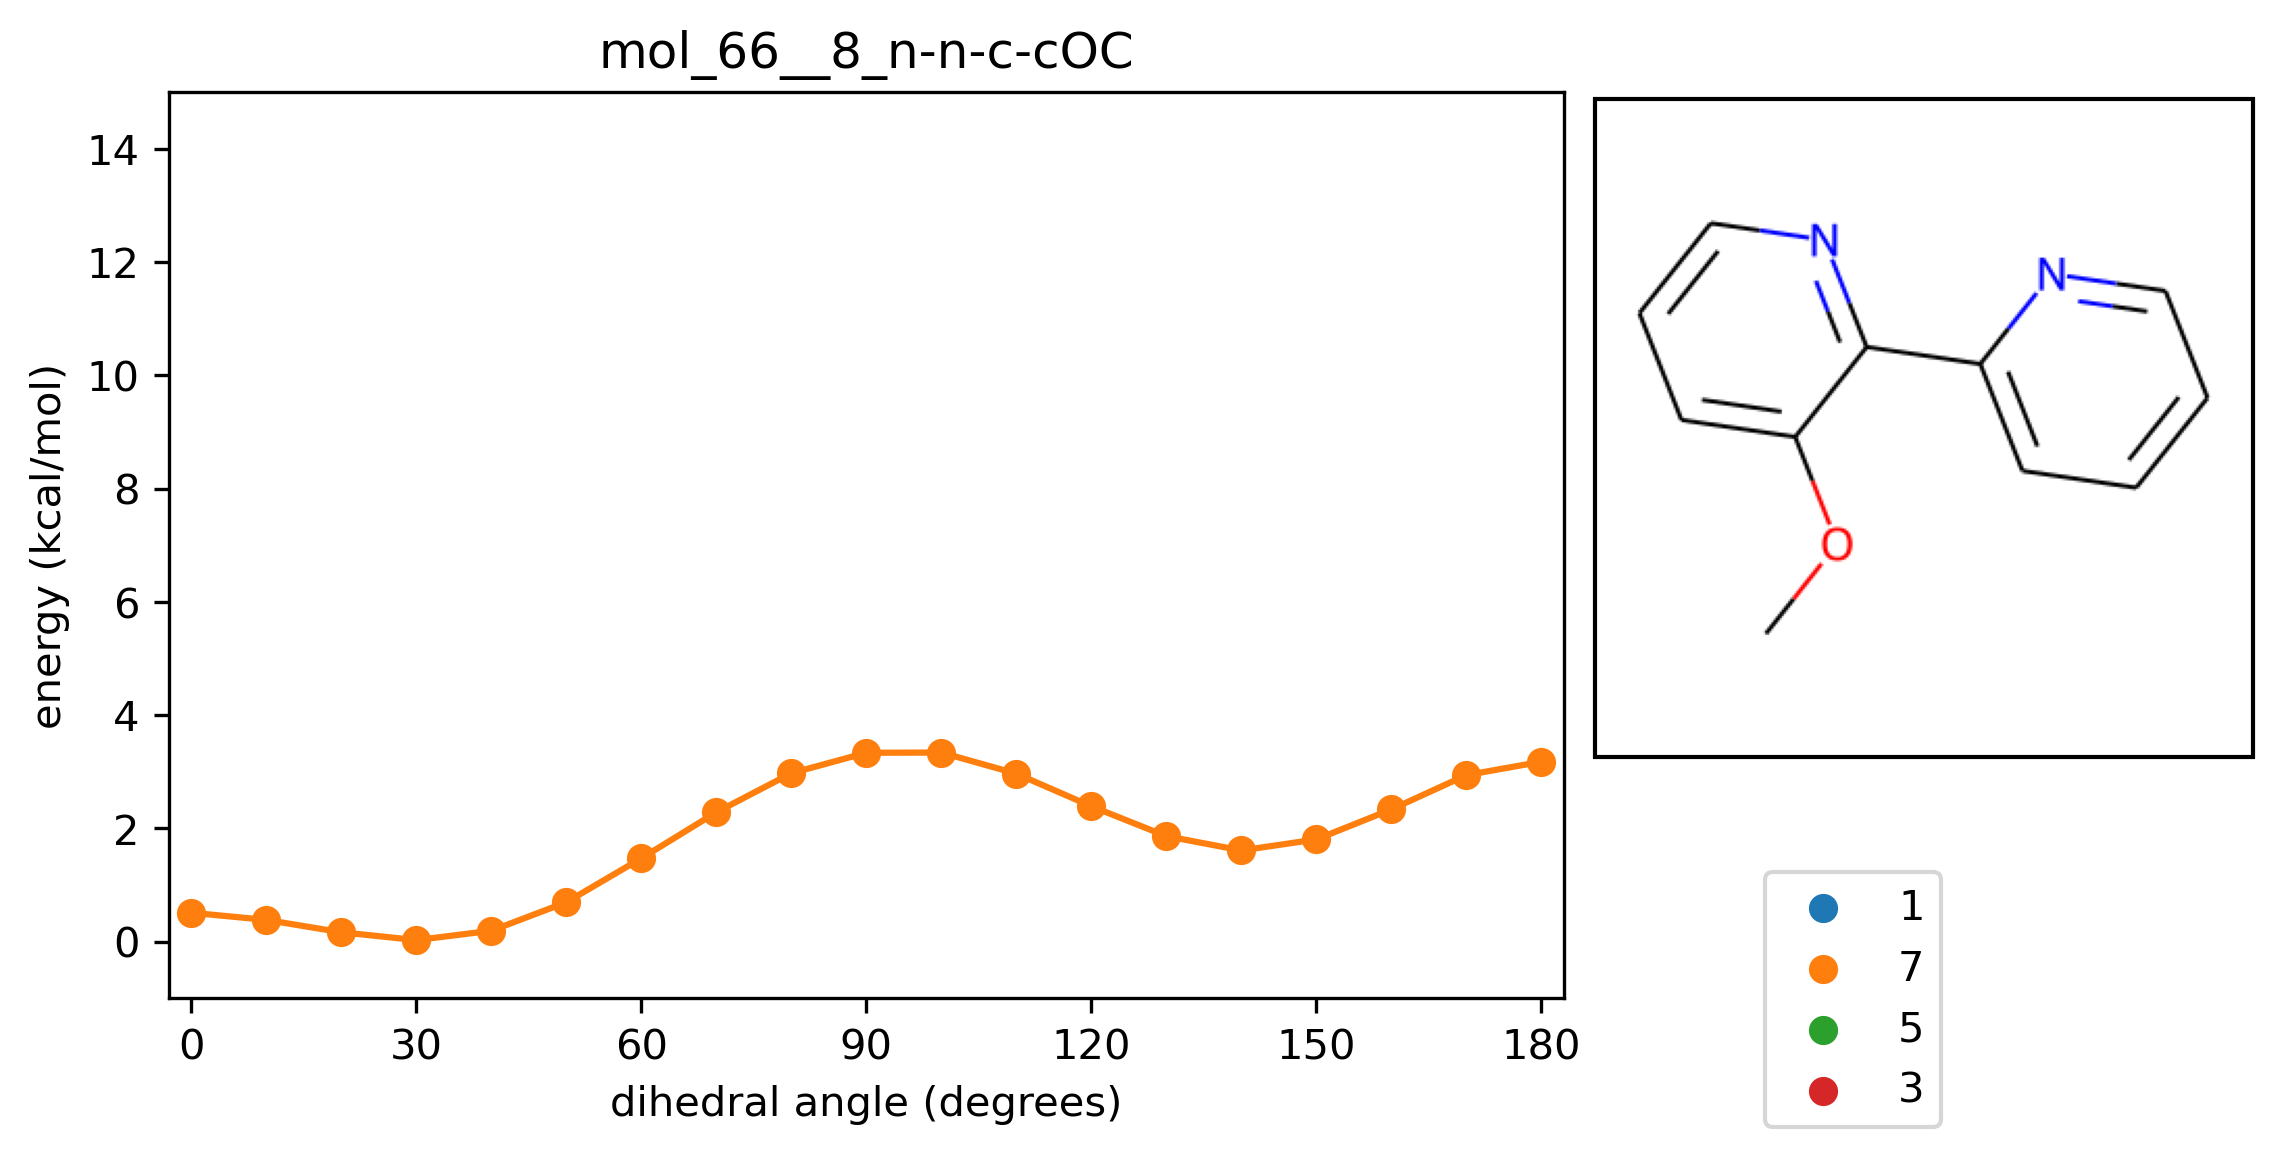 mol_66__8_n-n-c-cOC
energy (kcal/mol)
14
12
10
8
6
4
2
0
0 30 60 90 120 150 180
dihedral angle (degrees)
N
N
O
1
7
5
3